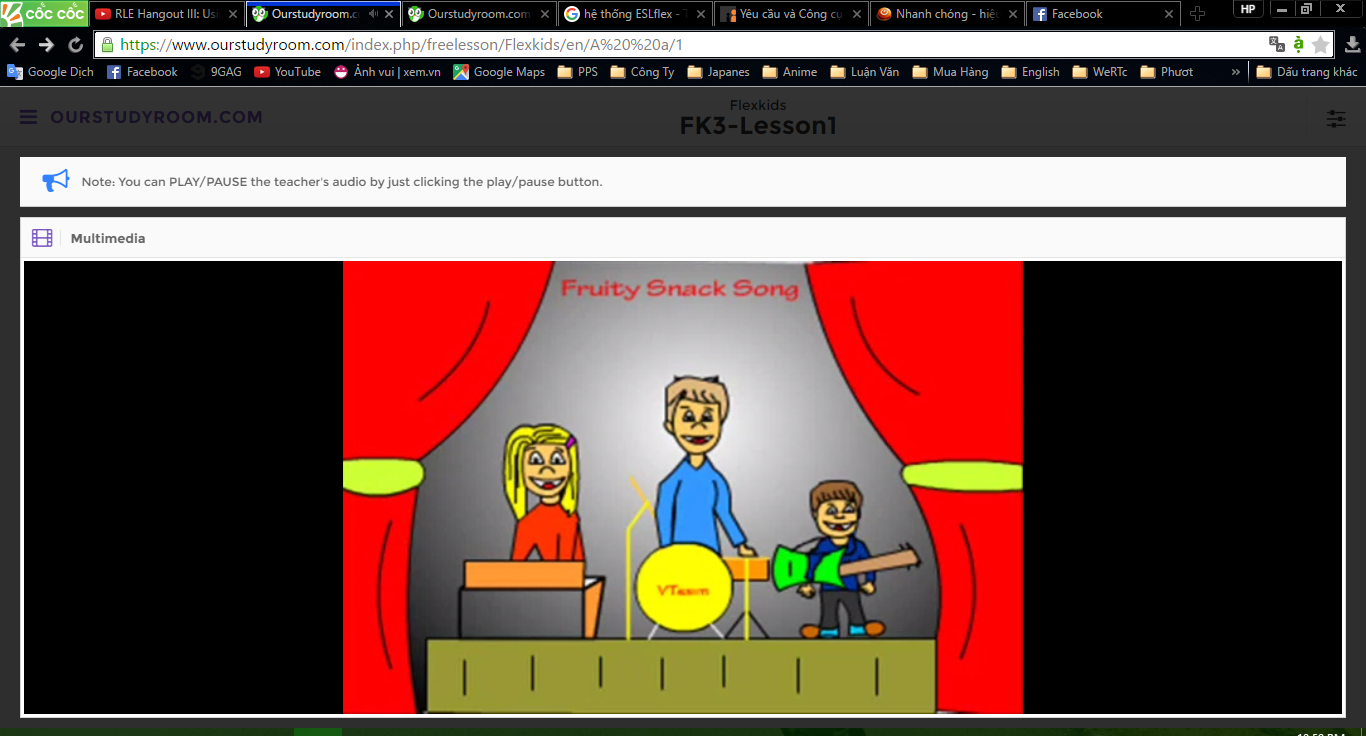 cốc cốc
RLE Hangout III: Usi
Ourstudyroom.c
Ourstudyroom.com
hệ thống ESLflex - T
Yêu cầu và Công cụ
Nhanh chóng - hiệu
Facebook
HP
https://www.ourstudyroom.com/index.php/freelesson/Flexkids/en/A%20%20a/1
Google Dịch Facebook 9GAG YouTube Ảnh vui | xem.vn Google Maps PPS Công Ty Japanes Anime Luận Văn Mua Hàng English WeRTc Phượt » Dấu trang khác
OURSTUDYROOM.COM
Flexkids
FK3-Lesson1
Note: You can PLAY/PAUSE the teacher's audio by just clicking the play/pause button.
Multimedia
Fruity Snack Song